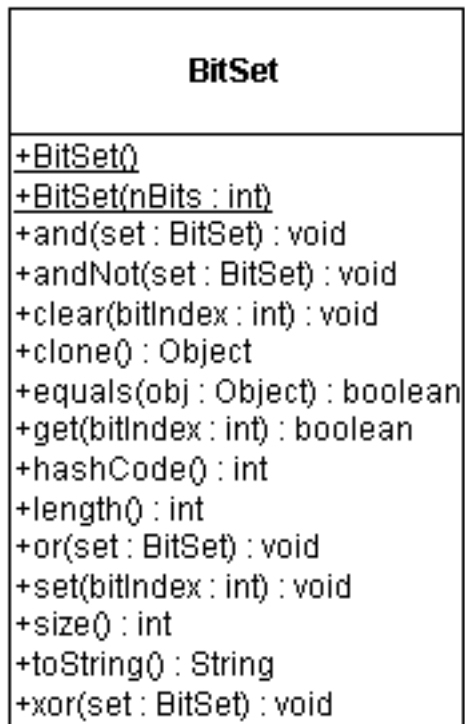 BitSet
+BitSet()
+BitSet(nBits : int)
+and(set : BitSet) : void
+andNot(set : BitSet) : void
+clear(bitIndex : int) : void
+clone() : Object
+equals(obj : Object) : boolean
+get(bitIndex : int) : boolean
+hashCode() : int
+length() : int
+or(set : BitSet) : void
+set(bitIndex : int) : void
+size() : int
+toString() : String
+xor(set : BitSet) : void